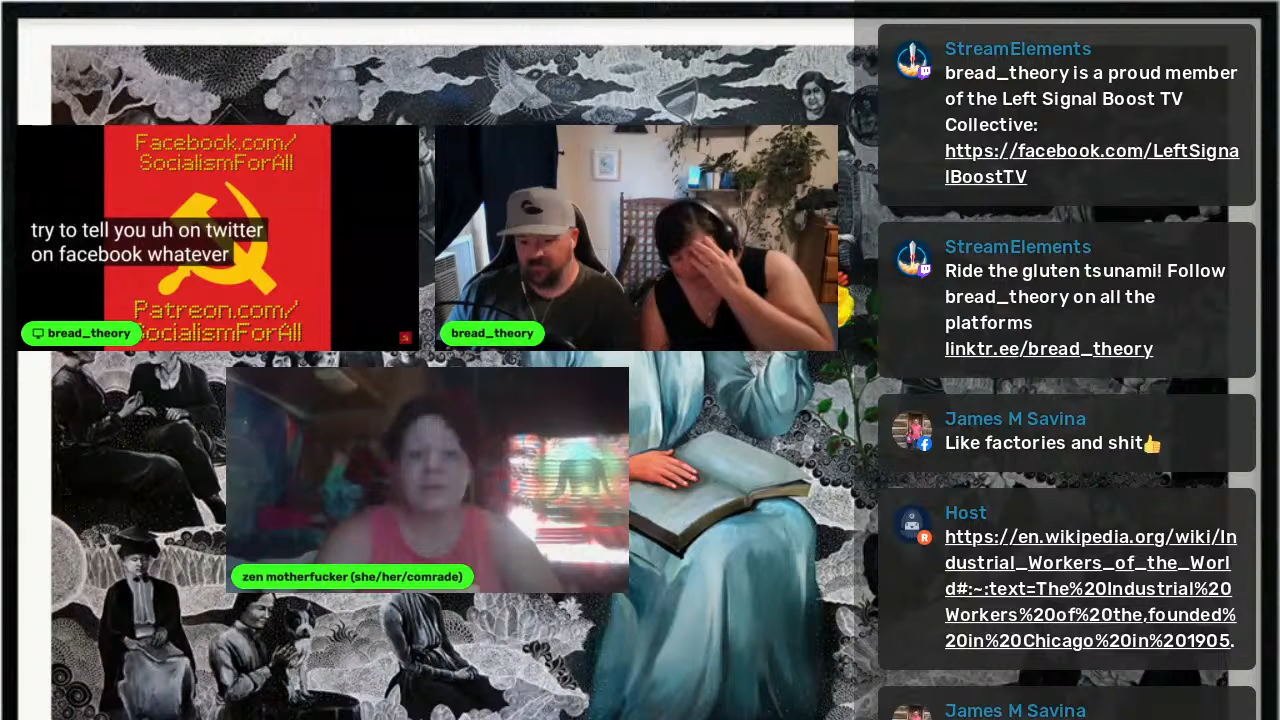 Facebook.com/
SocialismForAll
try to tell you uh on twitter
on facebook whatever
Patreon.com/
SocialismForAll
bread_theory
bread_theory
zen motherfucker (she/her/comrade)
StreamElements
bread_theory is a proud member
of the Left Signal Boost TV
Collective:
https://facebook.com/LeftSigna
lBoostTV
StreamElements
Ride the gluten tsunami! Follow
bread_theory on all the
platforms
linktr.ee/bread_theory
James M Savina
Like factories and shit👍
Host
https://en.wikipedia.org/wiki/In
dustrial_Workers_of_the_Worl
d#:~:text=The%20Industrial%20
Workers%20of%20the,founded%
20in%20Chicago%20in%201905.
James M Savina